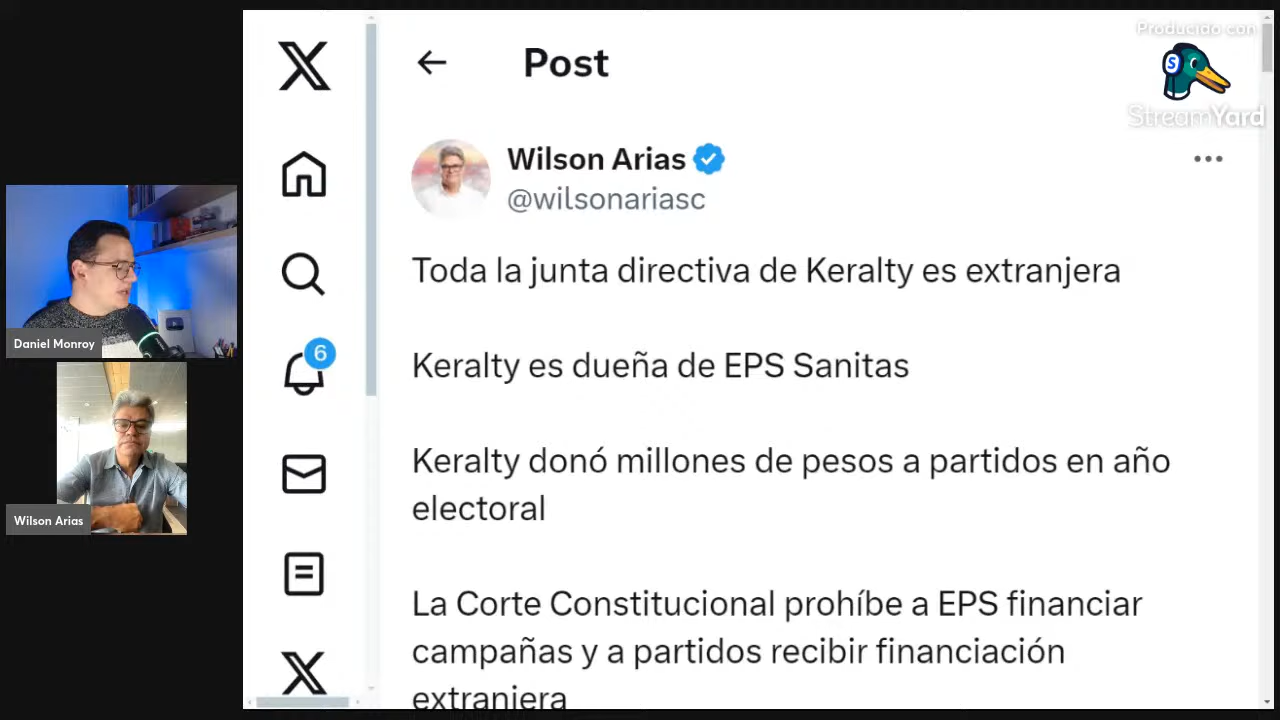 Producido con
StreamYard
Post
Wilson Arias
@wilsonariasc
Toda la junta directiva de Keralty es extranjera
Keralty es dueña de EPS Sanitas
Keralty donó millones de pesos a partidos en año
electoral
La Corte Constitucional prohíbe a EPS financiar
campañas y a partidos recibir financiación
extranjera
6
Daniel Monroy
Wilson Arias